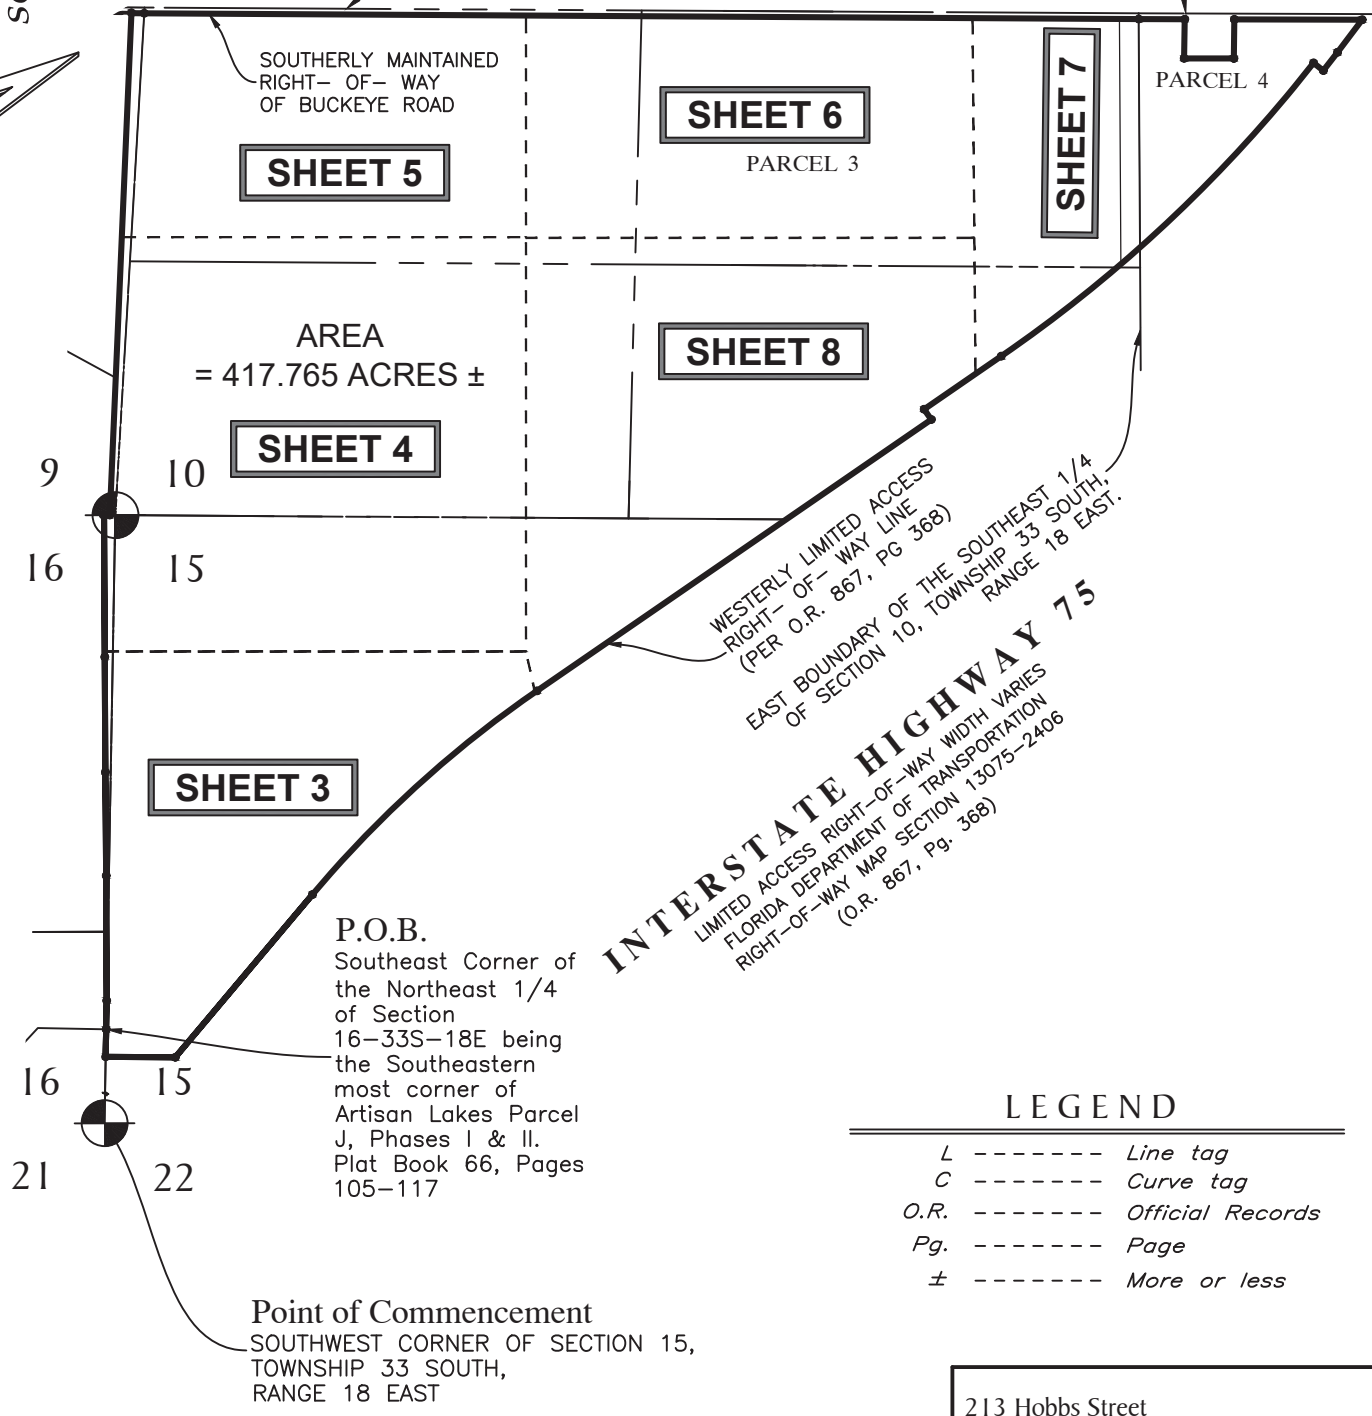 SOUTHERLY MAINTAINED
RIGHT- OF- WAY
OF BUCKEYE ROAD
SHEET 5
SHEET 6
PARCEL 3
SHEET 7
PARCEL 4
AREA
= 417.765 ACRES ±
SHEET 4
SHEET 8
9
10
16
15
WESTERLY LIMITED ACCESS
RIGHT- OF- WAY LINE
(PER O.R. 867, PG 368)
EAST BOUNDARY OF THE SOUTHEAST 1/4
OF SECTION 10, TOWNSHIP 33 SOUTH,
RANGE 18 EAST.
INTERSTATE HIGHWAY 75
LIMITED ACCESS RIGHT-OF-WAY WIDTH VARIES
FLORIDA DEPARTMENT OF TRANSPORTATION
RIGHT-OF-WAY MAP SECTION 13075-2406
(O.R. 867, Pg. 368)
SHEET 3
P.O.B.
Southeast Corner of
the Northeast 1/4
of Section
16-33S-18E being
the Southeastern
most corner of
Artisan Lakes Parcel
J, Phases I & II.
Plat Book 66, Pages
105-117
16
15
21
22
Point of Commencement
SOUTHWEST CORNER OF SECTION 15,
TOWNSHIP 33 SOUTH,
RANGE 18 EAST
LEGEND
L ------- Line tag
C ------- Curve tag
O.R. ------- Official Records
Pg. ------- Page
± ------- More or less
213 Hobbs Street